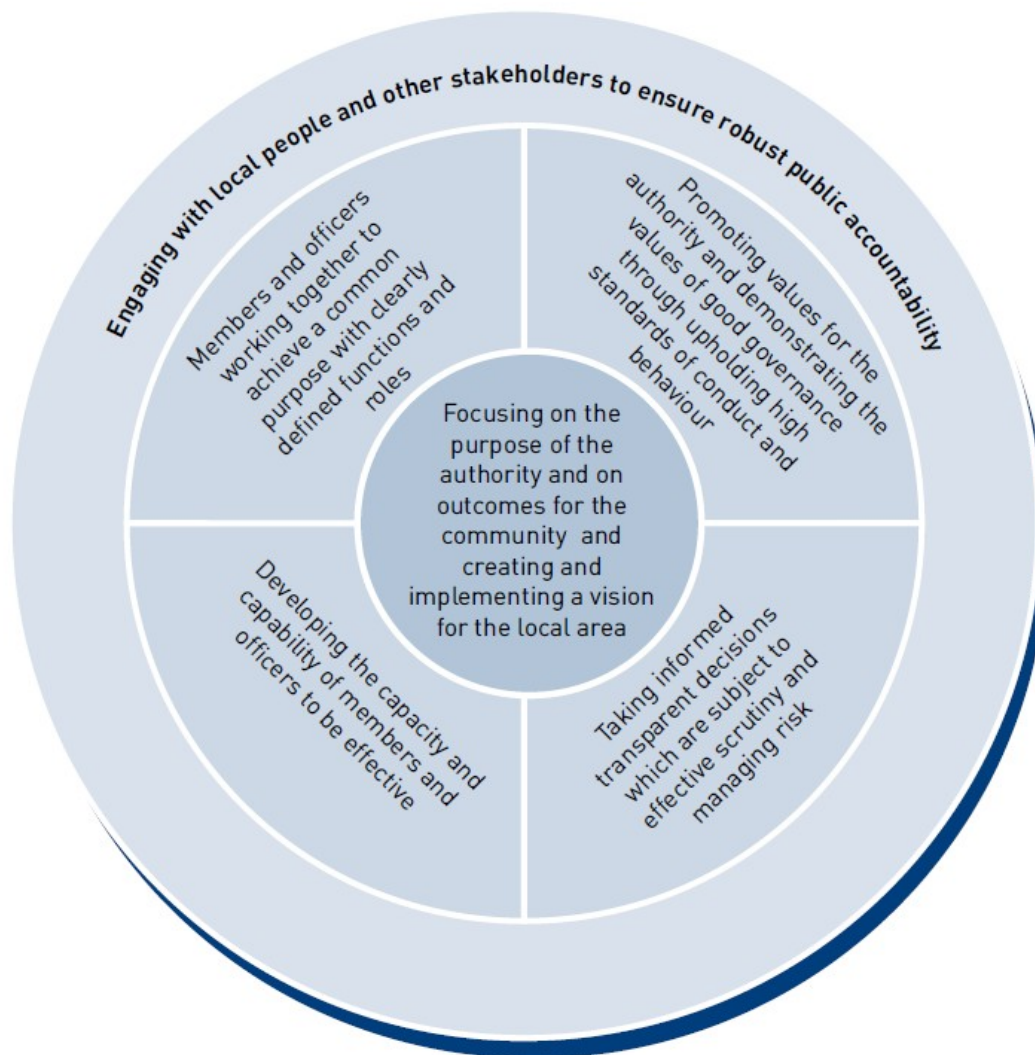 Engaging with local people and other stakeholders to ensure robust public accountability
Members and officers
working together to
achieve a common
purpose with clearly
defined functions and
roles
Promoting values for the
authority and demonstrating the
values of good governance
through upholding high
standards of conduct and
behaviour
Focusing on the
purpose of the
authority and on
outcomes for the
community and
creating and
implementing a vision
for the local area
Developing the capacity and
capability of members and
officers to be effective
Taking informed
transparent decisions
which are subject to
effective scrutiny and
managing risk